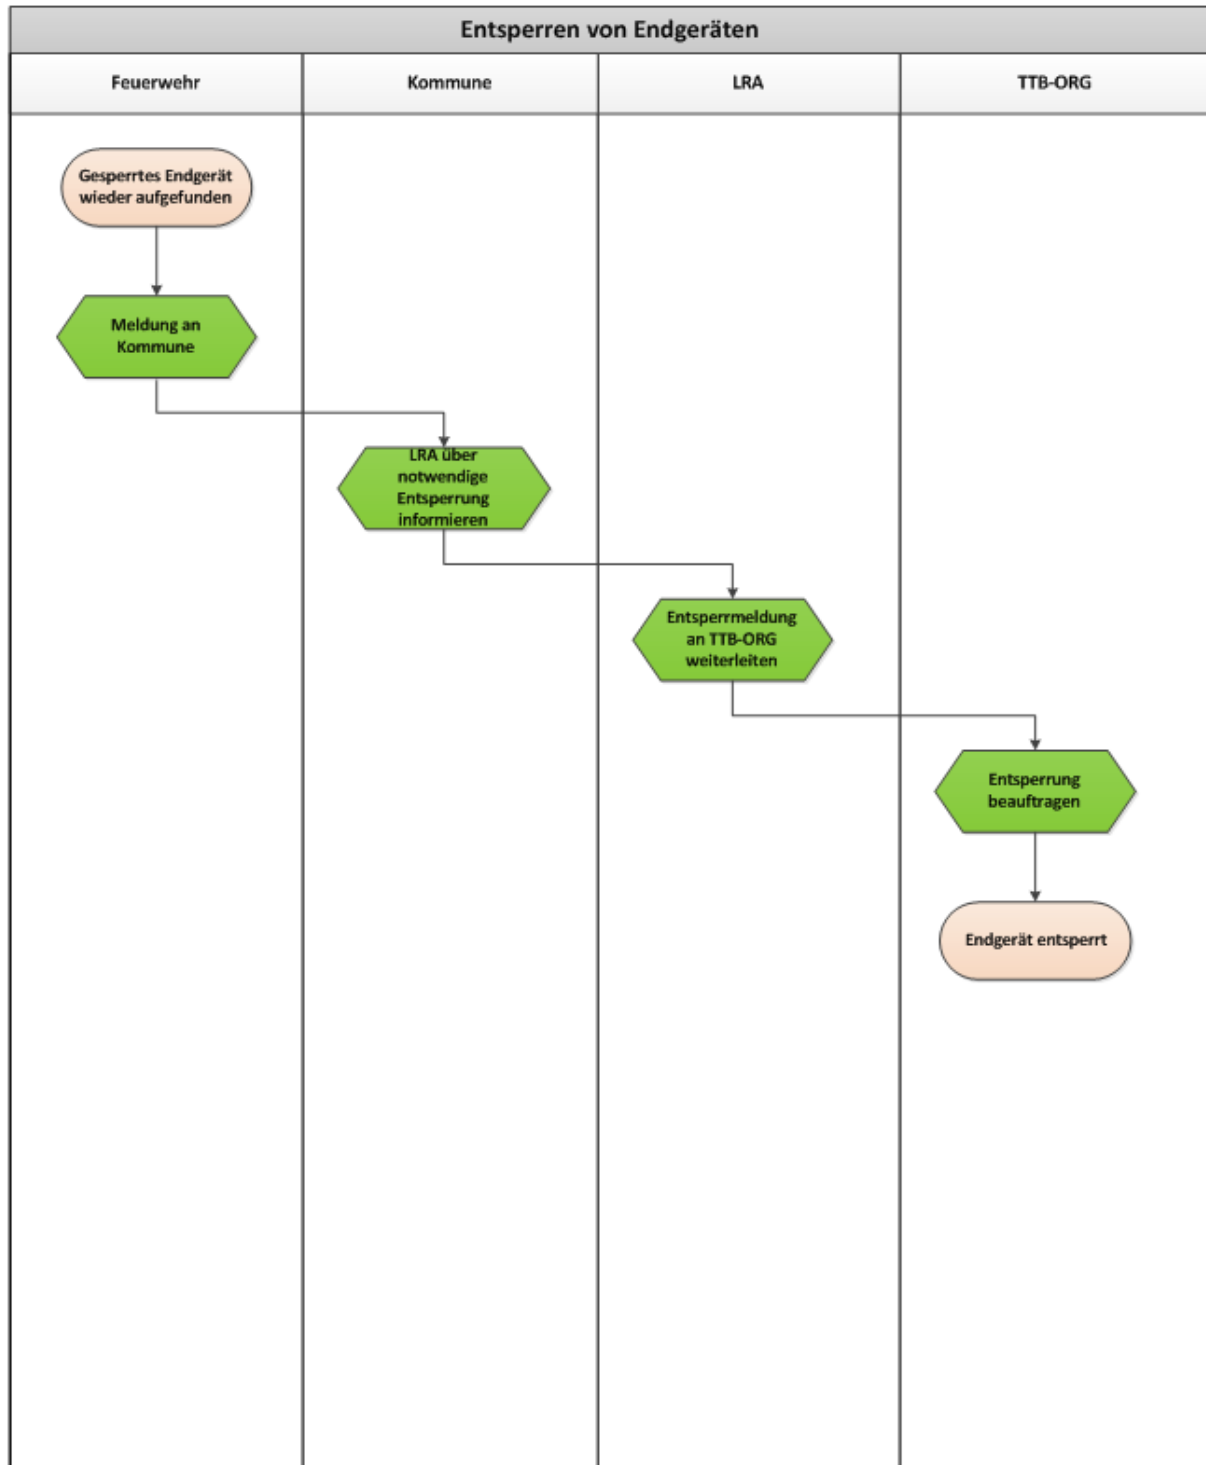 Entsperren von Endgeräten
Feuerwehr
Kommune
LRA
TTB-ORG
Gesperrtes Endgerät
wieder aufgefunden
Meldung an
Kommune
LRA über
notwendige
Entsperrung
informieren
Entsperrmeldung
an TTB-ORG
weiterleiten
Entsperrung
beauftragen
Endgerät entsperrt